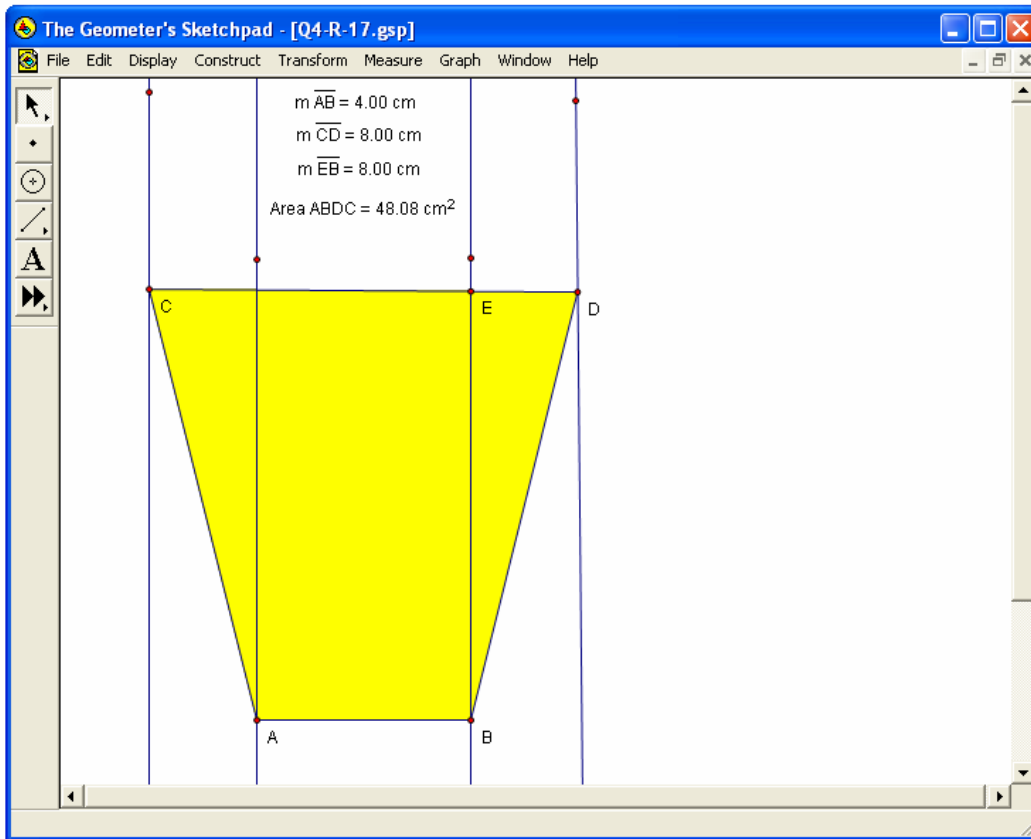 The Geometer's Sketchpad - [Q4-R-17.gsp]
File Edit Display Construct Transform Measure Graph Window Help
m AB = 4.00 cm
m CD = 8.00 cm
m EB = 8.00 cm
Area ABDC = 48.08 cm²
A
C
E
D
A
B